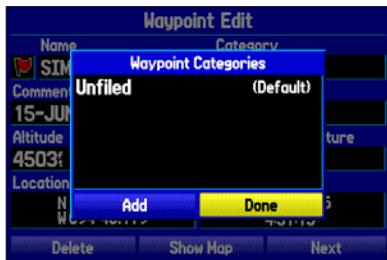 Waypoint Edit
Name Category
SIM
Waypoint Categories
Unfiled (Default)
Comment
15-JUN
Altitude
4503
Location
N
W
Add Done
Delete Show Map Next